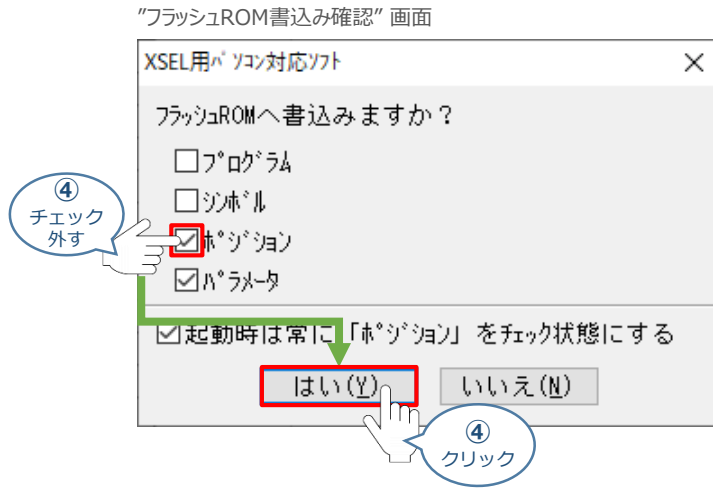 ”フラッシュROM書込み確認” 画面
XSEL用ﾊﾟｿｺﾝ対応ｿﾌﾄ
ﾌﾗｯｼｭROMへ書込みますか？
ﾌﾟﾛｸﾞﾗﾑ
ｼﾝﾎﾞﾙ
④
チェック
外す
ﾎﾟｼﾞｼｮﾝ
ﾊﾟﾗﾒｰﾀ
起動時は常に「ﾎﾟｼﾞｼｮﾝ」をﾁｪｯｸ状態にする
はい(Y)
いいえ(N)
④
クリック